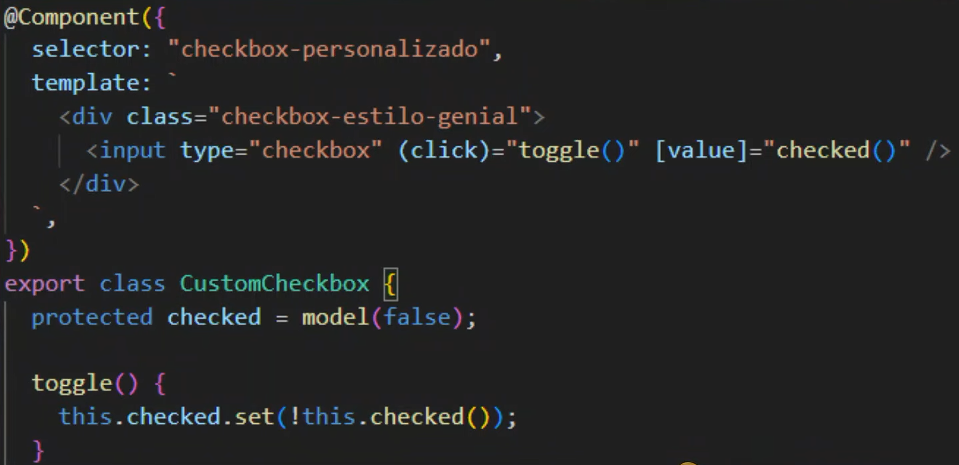 @Component({
  selector: "checkbox-personalizado",
  template: `
    <div class="checkbox-estilo-genial">
      <input type="checkbox" (click)="toggle()" [value]="checked()" />
    </div>
  `,
})
export class CustomCheckbox {
  protected checked = model(false);
  toggle() {
    this.checked.set(!this.checked());
  }